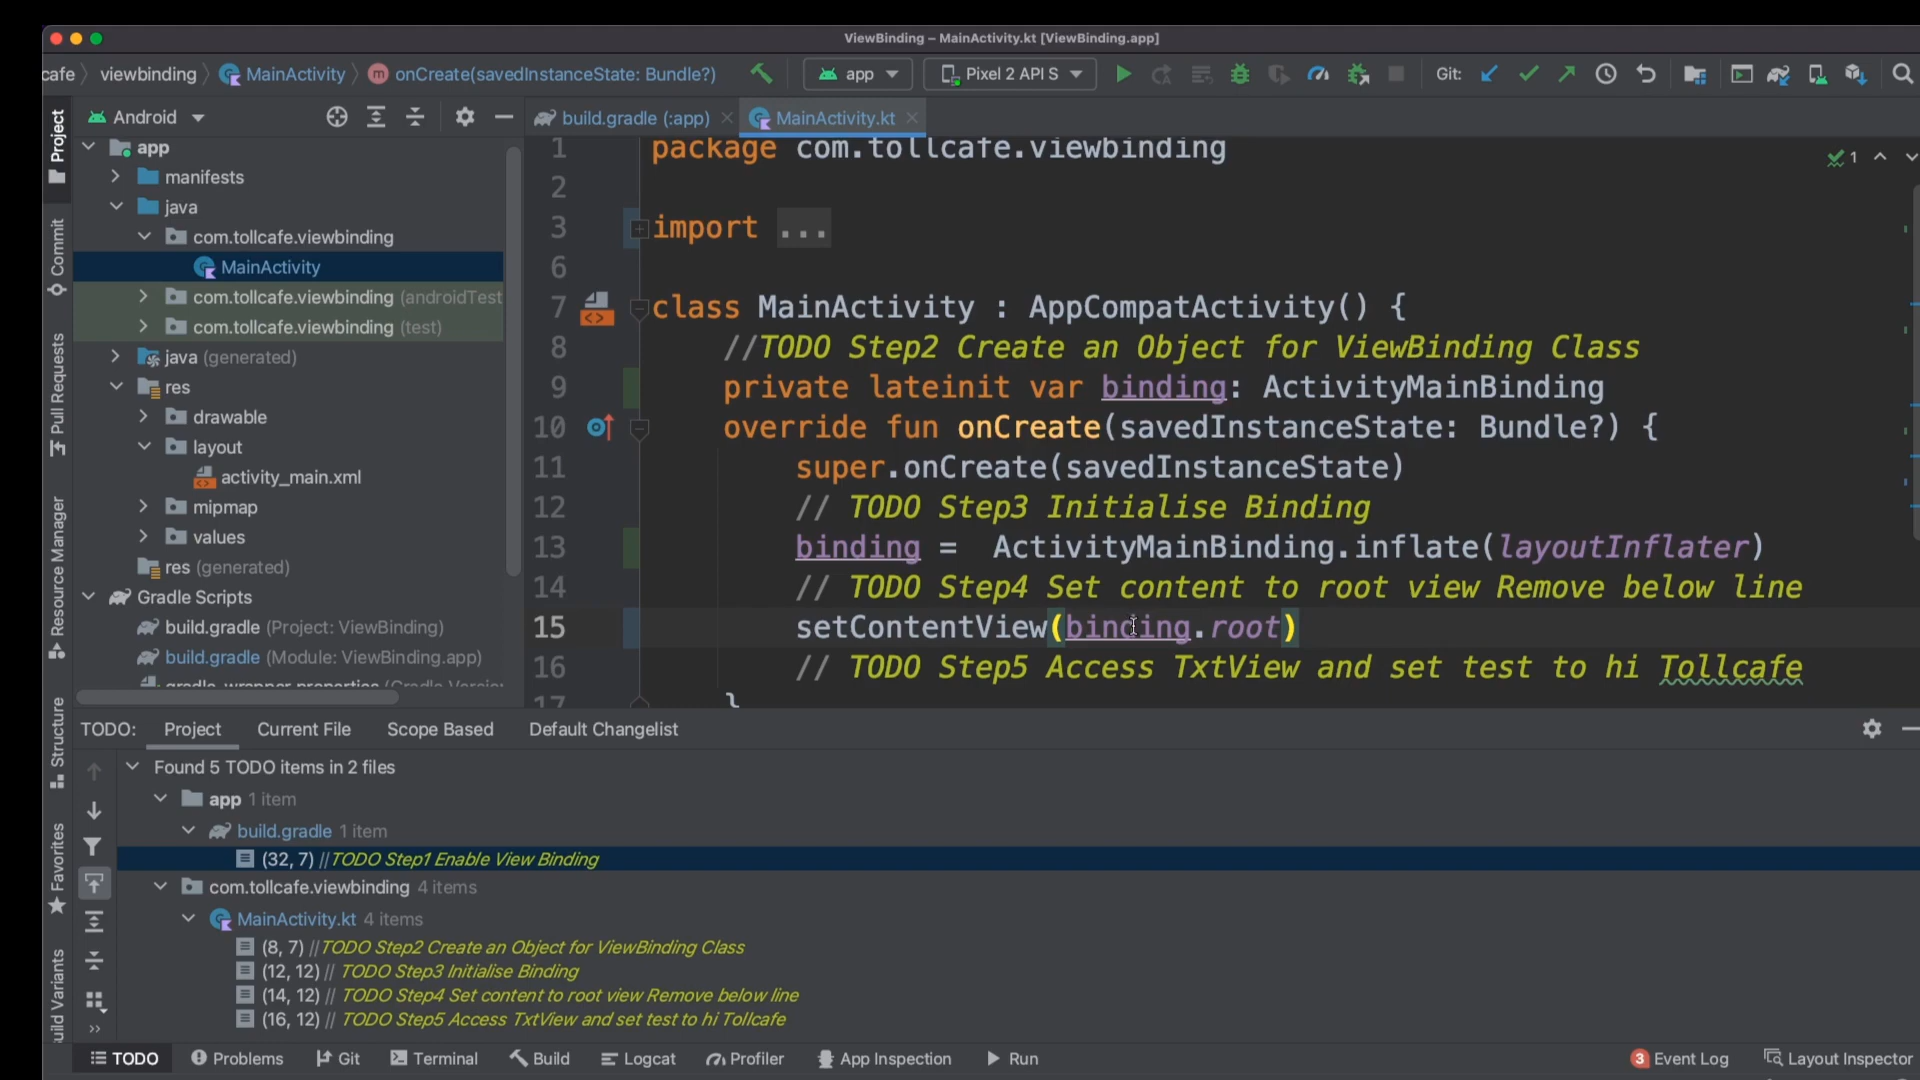 ViewBinding – MainActivity.kt [ViewBinding.app]
cafe viewbinding MainActivity onCreate(savedInstanceState: Bundle?) app Pixel 2 API S Git:
Project
Commit
Pull Requests
Resource Manager
Structure
Favorites
Build Variants
Android
app
manifests
java
com.tollcafe.viewbinding
MainActivity
com.tollcafe.viewbinding (androidTest
com.tollcafe.viewbinding (test)
java (generated)
res
drawable
layout
activity_main.xml
mipmap
values
res (generated)
Gradle Scripts
build.gradle (Project: ViewBinding)
build.gradle (Module: ViewBinding.app)
gradle-wrapper.properties (Gradle Version
build.gradle (:app) MainActivity.kt
1 package com.tollcafe.viewbinding
1
2
3 import ...
6
7 class MainActivity : AppCompatActivity() {
8 //TODO Step2 Create an Object for ViewBinding Class
9 private lateinit var binding: ActivityMainBinding
10 override fun onCreate(savedInstanceState: Bundle?) {
11 super.onCreate(savedInstanceState)
12 // TODO Step3 Initialise Binding
13 binding = ActivityMainBinding.inflate(layoutInflater)
14 // TODO Step4 Set content to root view Remove below line
15 setContentView(binding.root)
16 // TODO Step5 Access TxtView and set test to hi Tollcafe
17 }
TODO: Project Current File Scope Based Default Changelist
Found 5 TODO items in 2 files
app 1 item
build.gradle 1 item
(32, 7) //TODO Step1 Enable View Binding
com.tollcafe.viewbinding 4 items
MainActivity.kt 4 items
(8, 7) //TODO Step2 Create an Object for ViewBinding Class
(12, 12) // TODO Step3 Initialise Binding
(14, 12) // TODO Step4 Set content to root view Remove below line
(16, 12) // TODO Step5 Access TxtView and set test to hi Tollcafe
TODO Problems Git Terminal Build Logcat Profiler App Inspection Run 3 Event Log Layout Inspector